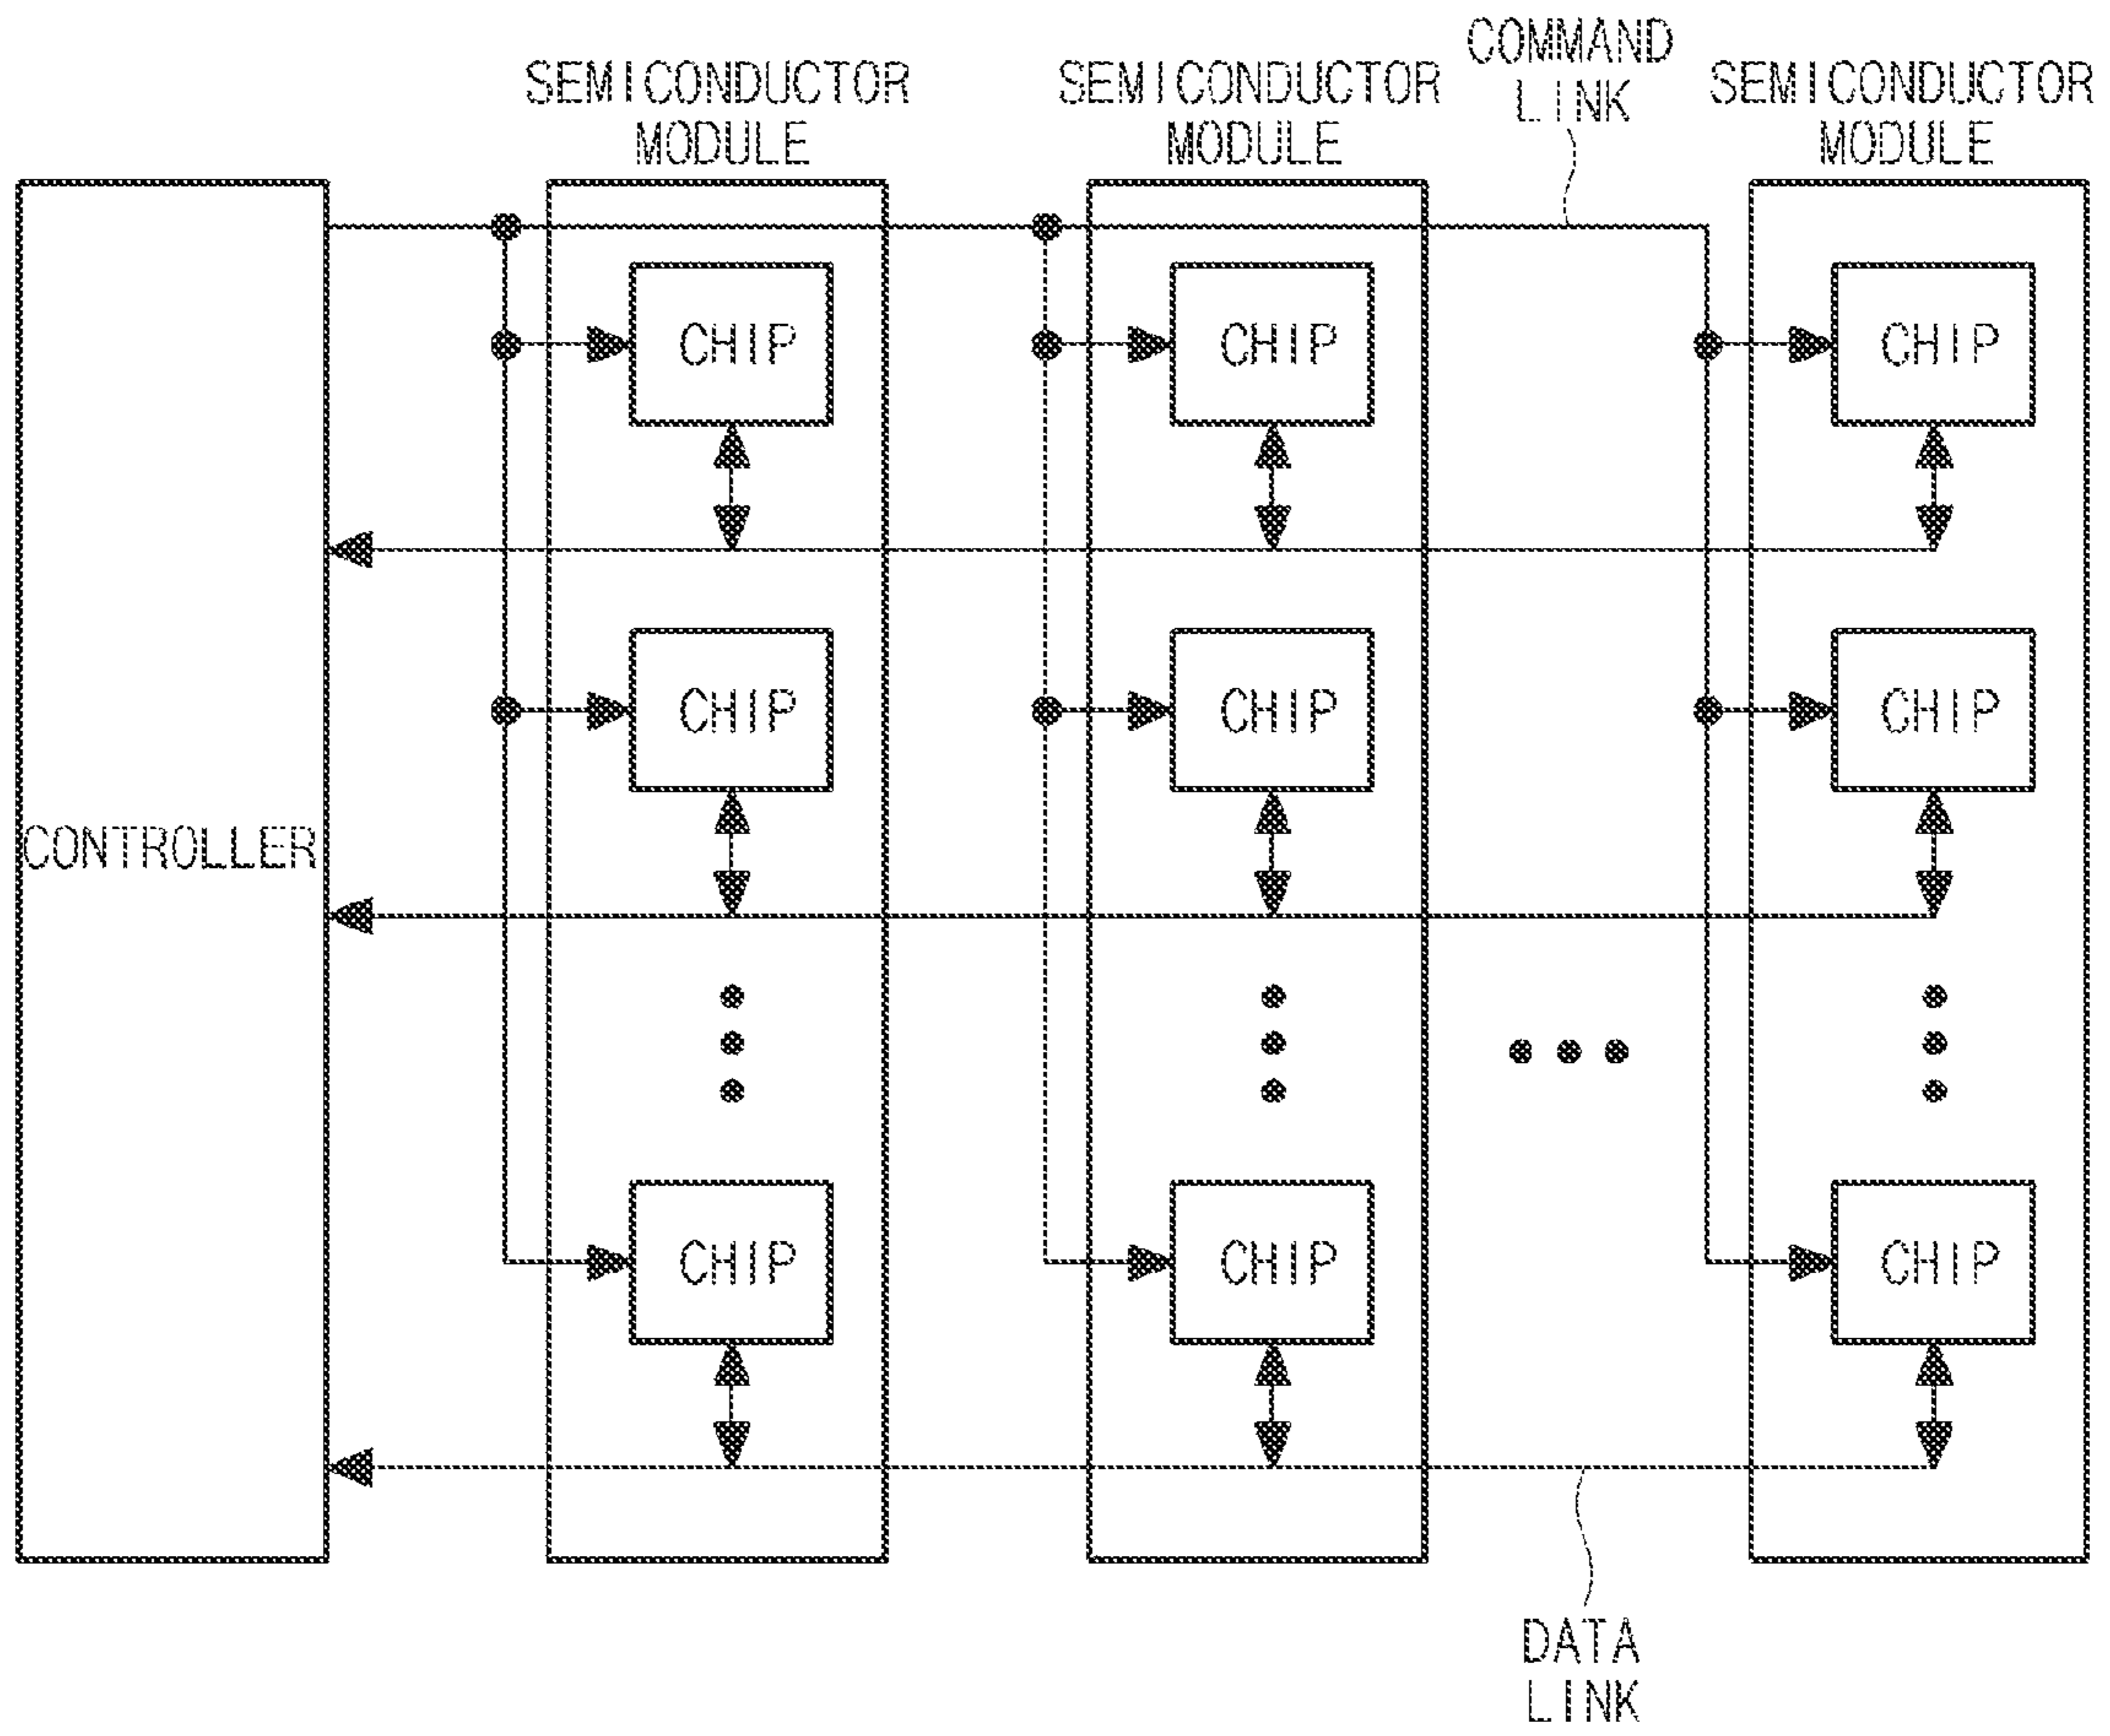 COMMAND
LINK
SEMICONDUCTOR
MODULE
SEMICONDUCTOR
MODULE
SEMICONDUCTOR
MODULE
CHIP
CHIP
CHIP
CHIP
CHIP
CHIP
CONTROLLER
CHIP
CHIP
CHIP
DATA
LINK